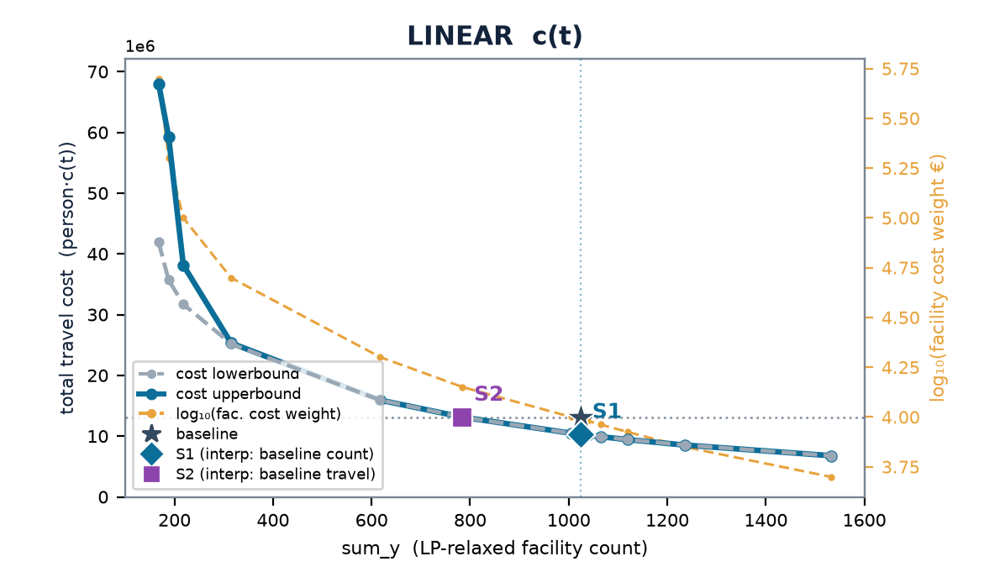 LINEAR  c(t)
1e6
70
60
50
40
30
20
10
0
total travel cost  (person·c(t))
5.75
5.50
5.25
5.00
4.75
4.50
4.25
4.00
3.75
log₁₀(facility cost weight €)
S2
S1
cost lowerbound
cost upperbound
log₁₀(fac. cost weight)
baseline
S1 (interp: baseline count)
S2 (interp: baseline travel)
200 400 600 800 1000 1200 1400 1600
sum_y  (LP-relaxed facility count)